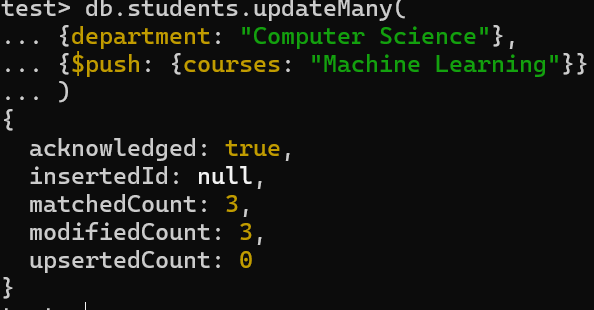 test> db.students.updateMany(
... {department: "Computer Science"},
... {$push: {courses: "Machine Learning"}}
... )
{
  acknowledged: true,
  insertedId: null,
  matchedCount: 3,
  modifiedCount: 3,
  upsertedCount: 0
}